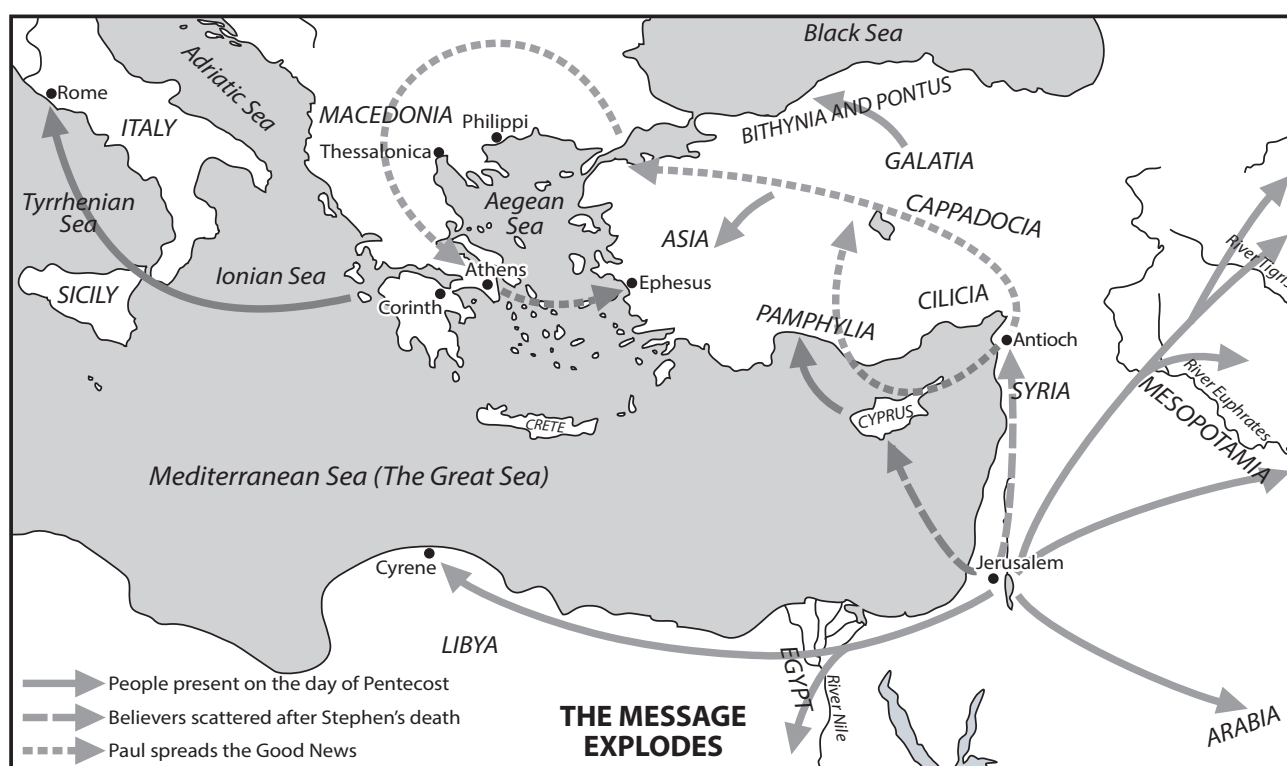 Black Sea
Adriatic Sea
Rome
ITALY
MACEDONIA
Philippi
BITHYNIA AND PONTUS
Thessalonica
GALATIA
Tyrrhenian
Sea
Aegean
Sea
CAPPADOCIA
ASIA
River Tigris
Ionian Sea
Athens
SICILY
Ephesus
CILICIA
Corinth
PAMPHYLIA
Antioch
River Euphrates
SYRIA
MESOPOTAMIA
CRETE
CYPRUS
Mediterranean Sea (The Great Sea)
Jerusalem
Cyrene
LIBYA
EGYPT
River Nile
ARABIA
People present on the day of Pentecost
Believers scattered after Stephen’s death
Paul spreads the Good News
THE MESSAGE
EXPLODES